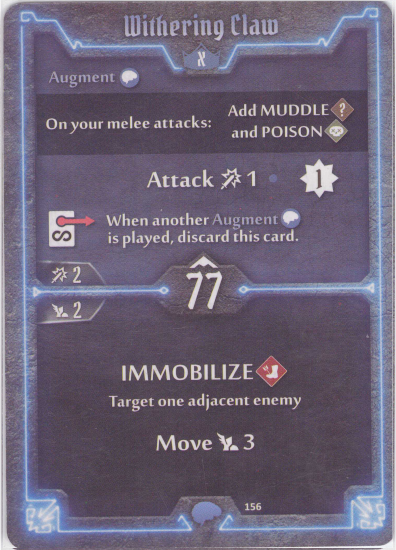 Withering Claw
X
Augment
On your melee attacks: Add MUDDLE ?
and POISON
Attack 1 1
When another Augment
is played, discard this card.
2
77
2
IMMOBILIZE
Target one adjacent enemy
Move 3
156